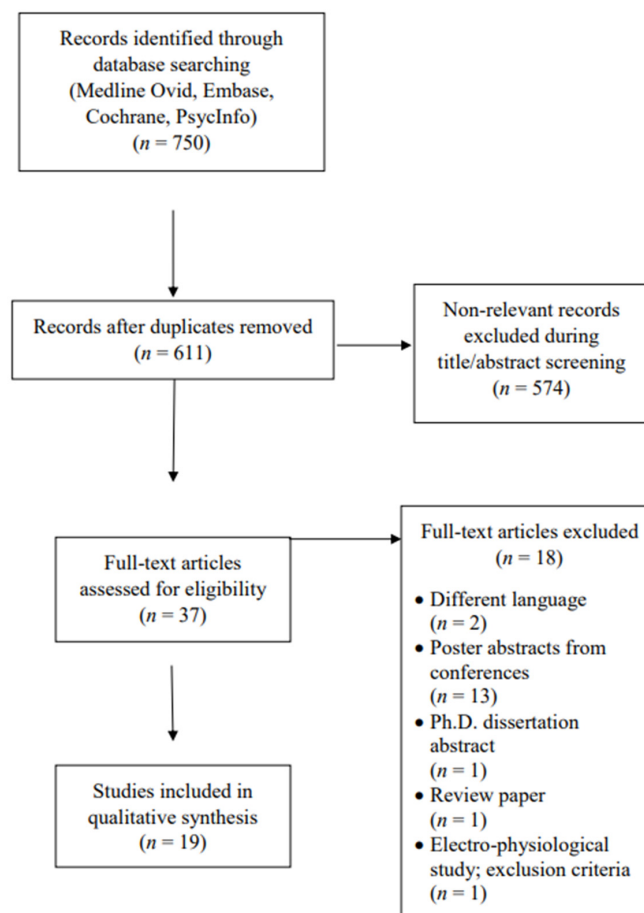 Records identified through
database searching
(Medline Ovid, Embase,
Cochrane, PsycInfo)
(n = 750)
Records after duplicates removed
(n = 611)
Non-relevant records
excluded during
title/abstract screening
(n = 574)
Full-text articles
assessed for eligibility
(n = 37)
Full-text articles excluded
(n = 18)
• Different language
(n = 2)
• Poster abstracts from
conferences
(n = 13)
• Ph.D. dissertation
abstract
(n = 1)
• Review paper
(n = 1)
• Electro-physiological
study; exclusion criteria
(n = 1)
Studies included in
qualitative synthesis
(n = 19)